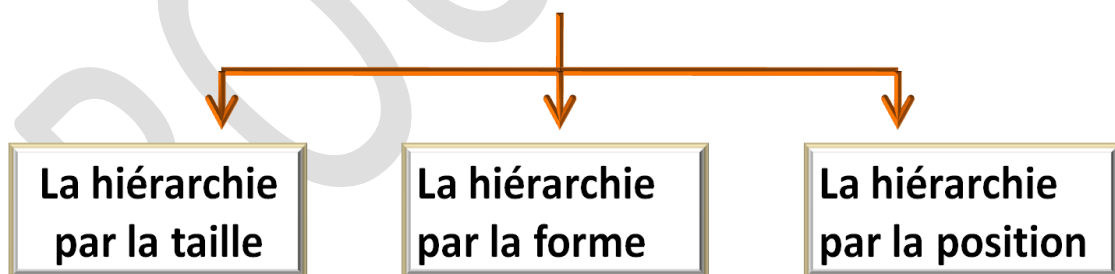 La hiérarchie
par la taille
La hiérarchie
par la forme
La hiérarchie
par la position